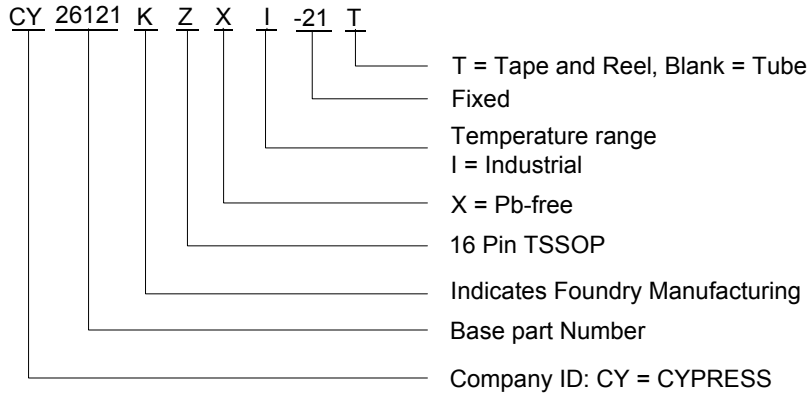 CY 26121 K Z X I -21 T
T = Tape and Reel, Blank = Tube
Fixed
Temperature range
I = Industrial
X = Pb-free
16 Pin TSSOP
Indicates Foundry Manufacturing
Base part Number
Company ID: CY = CYPRESS